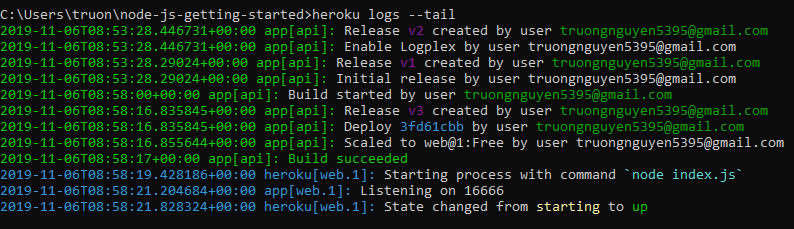 C:\Users\truon\node-js-getting-started>heroku logs --tail
2019-11-06T08:53:28.446731+00:00 app[api]: Release v2 created by user truongnguyen5395@gmail.com
2019-11-06T08:53:28.446731+00:00 app[api]: Enable Logplex by user truongnguyen5395@gmail.com
2019-11-06T08:53:28.29024+00:00 app[api]: Release v1 created by user truongnguyen5395@gmail.com
2019-11-06T08:53:28.29024+00:00 app[api]: Initial release by user truongnguyen5395@gmail.com
2019-11-06T08:58:00+00:00 app[api]: Build started by user truongnguyen5395@gmail.com
2019-11-06T08:58:16.835845+00:00 app[api]: Release v3 created by user truongnguyen5395@gmail.com
2019-11-06T08:58:16.835845+00:00 app[api]: Deploy 3fd61cbb by user truongnguyen5395@gmail.com
2019-11-06T08:58:16.855644+00:00 app[api]: Scaled to web@1:Free by user truongnguyen5395@gmail.com
2019-11-06T08:58:17+00:00 app[api]: Build succeeded
2019-11-06T08:58:19.428186+00:00 heroku[web.1]: Starting process with command `node index.js`
2019-11-06T08:58:21.204684+00:00 app[web.1]: Listening on 16666
2019-11-06T08:58:21.828324+00:00 heroku[web.1]: State changed from starting to up